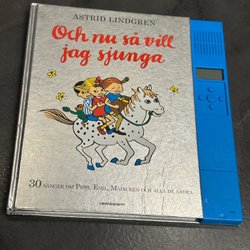 ASTRID LINDGREN
Och nu så vill
jag sjunga
30 SÅNGER OM PIPPI, EMIL, MADICKEN OCH ALLA DE ANDRA